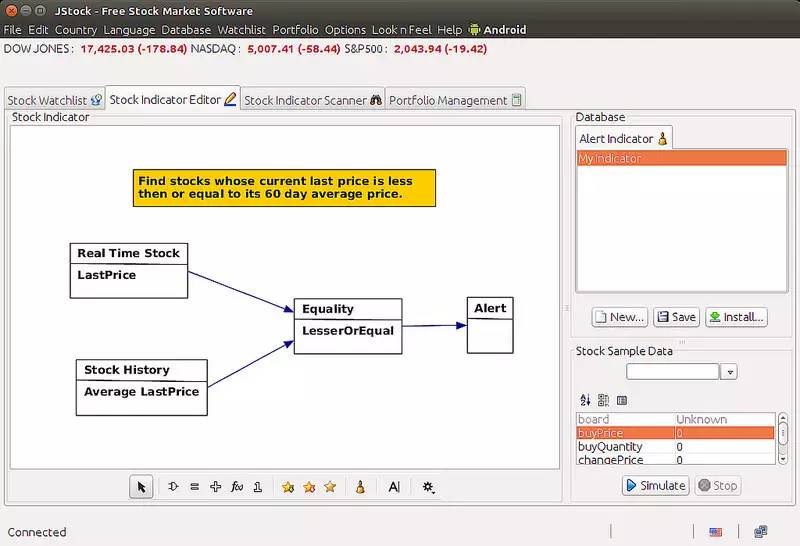 JStock - Free Stock Market Software
File Edit Country Language Database Watchlist Portfolio Options Look n Feel Help Android
DOW JONES : 17,425.03 (-178.84) NASDAQ : 5,007.41 (-58.44) S&P500 : 2,043.94 (-19.42)
Stock Watchlist Stock Indicator Editor Stock Indicator Scanner Portfolio Management
Stock Indicator
Find stocks whose current last price is less
then or equal to its 60 day average price.
Real Time Stock
LastPrice
Equality
LesserOrEqual
Alert
Stock History
Average LastPrice
Database
Alert Indicator
My Indicator
New... Save Install...
Stock Sample Data
board Unknown
buyPrice 0
buyQuantity 0
changePrice 0
Simulate Stop
Connected